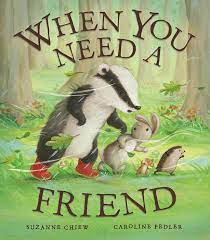 WHEN YOU
NEED A
FRIEND
SUZANNE CHIEW CAROLINE PEDLER